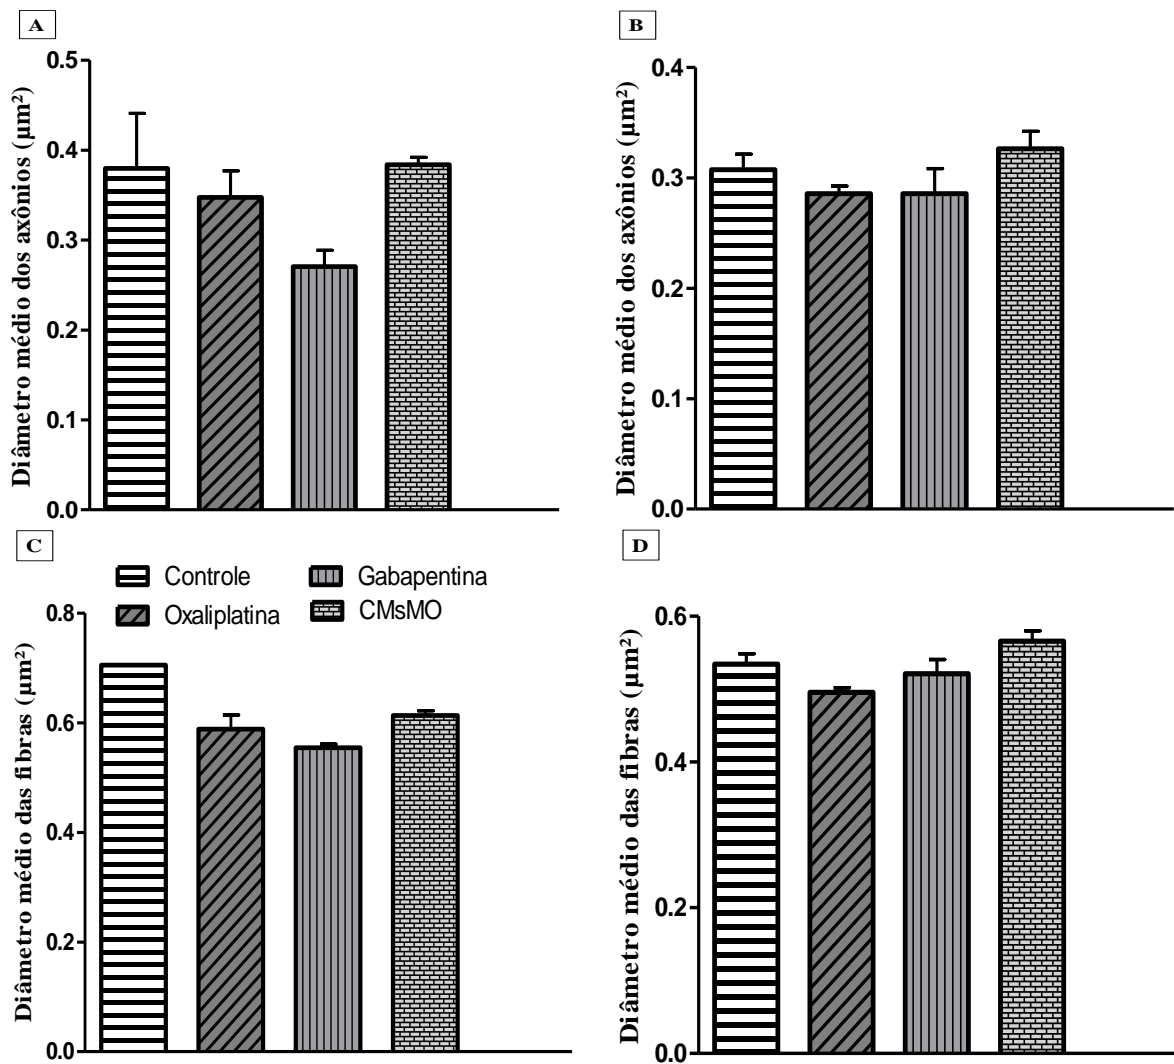 A
Diâmetro médio dos axônios (µm²)
0.5
0.4
0.3
0.2
0.1
0.0
B
Diâmetro médio dos axônios (µm²)
0.4
0.3
0.2
0.1
0.0
C
Controle
Gabapentina
Oxaliplatina
CMsMO
Diâmetro médio das fibras (µm²)
0.8
0.6
0.4
0.2
0.0
D
Diâmetro médio das fibras (µm²)
0.6
0.4
0.2
0.0